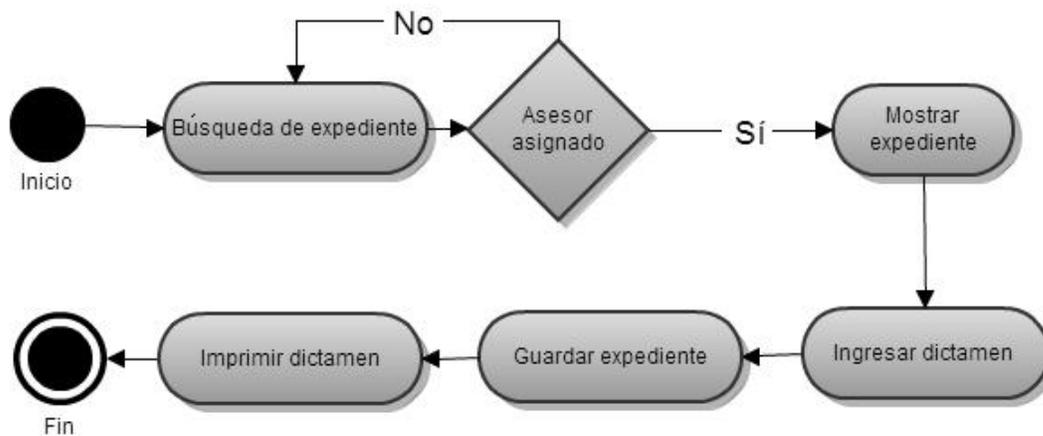 No
Búsqueda de expediente
Asesor
asignado
Sí
Mostrar
expediente
Inicio
Imprimir dictamen
Guardar expediente
Ingresar dictamen
Fin